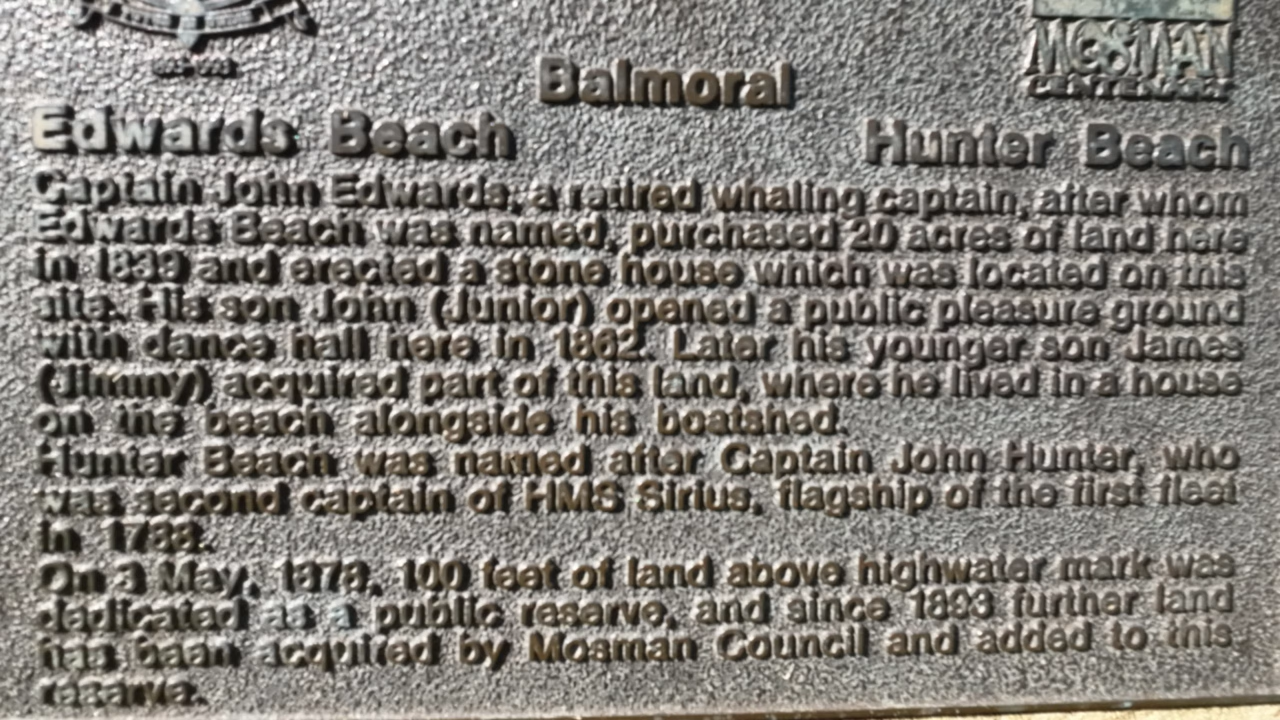 MOSMAN
CENTENARY
Balmoral
Edwards Beach Hunter Beach
Captain John Edwards, a retired whaling captain, after whom
Edwards Beach was named, purchased 20 acres of land here
in 1839 and erected a stone house which was located on this
site. His son John (Junior) opened a public pleasure ground
with dance hall here in 1862. Later his younger son James
(Jimmy) acquired part of this land, where he lived in a house
on the beach alongside his boatshed.
Hunter Beach was named after Captain John Hunter, who
was second captain of HMS Sirius, flagship of the first fleet
in 1788.
On 3 May, 100 feet of land above highwater mark was
dedicated as a public reserve, and since 1893 further land
has been acquired by Mosman Council and added to this
reserve.